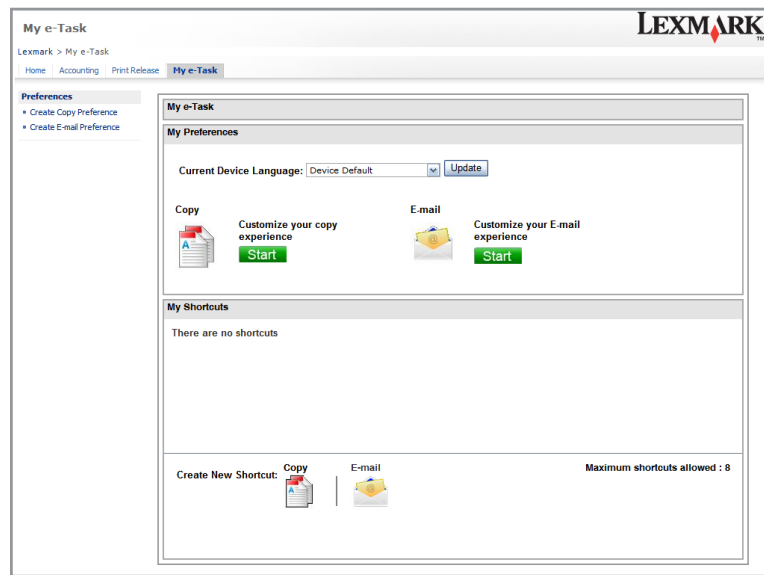 My e-Task
LEXMARK
TM
Lexmark > My e-Task
Home Accounting Print Release My e-Task
Preferences
Create Copy Preference
Create E-mail Preference
My e-Task
My Preferences
Current Device Language: Device Default Update
Copy
Customize your copy
experience
Start
E-mail
Customize your E-mail
experience
Start
My Shortcuts
There are no shortcuts
Create New Shortcut: Copy E-mail
Maximum shortcuts allowed : 8